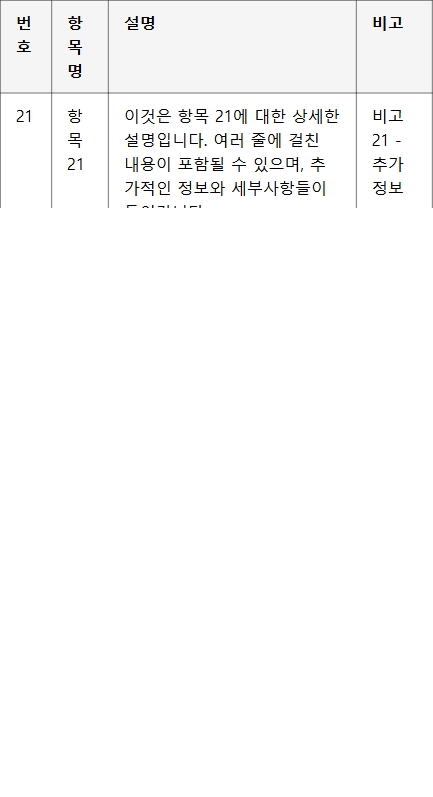 번
호
항
목
명
설명
비고
21
항
목
21
이것은 항목 21에 대한 상세한
설명입니다. 여러 줄에 걸친
내용이 포함될 수 있으며, 추
가적인 정보와 세부사항들이
비고
21 -
추가
정보